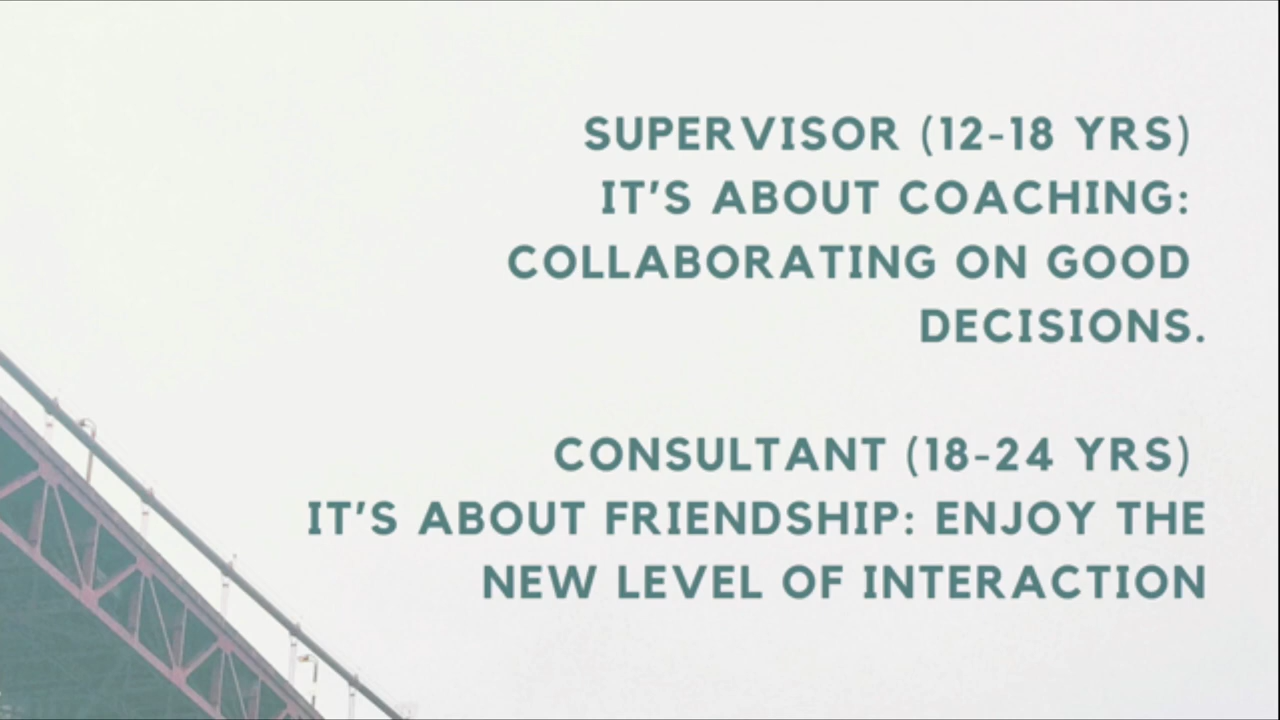 SUPERVISOR (12-18 YRS)
IT'S ABOUT COACHING:
COLLABORATING ON GOOD
DECISIONS.
CONSULTANT (18-24 YRS)
IT'S ABOUT FRIENDSHIP: ENJOY THE
NEW LEVEL OF INTERACTION